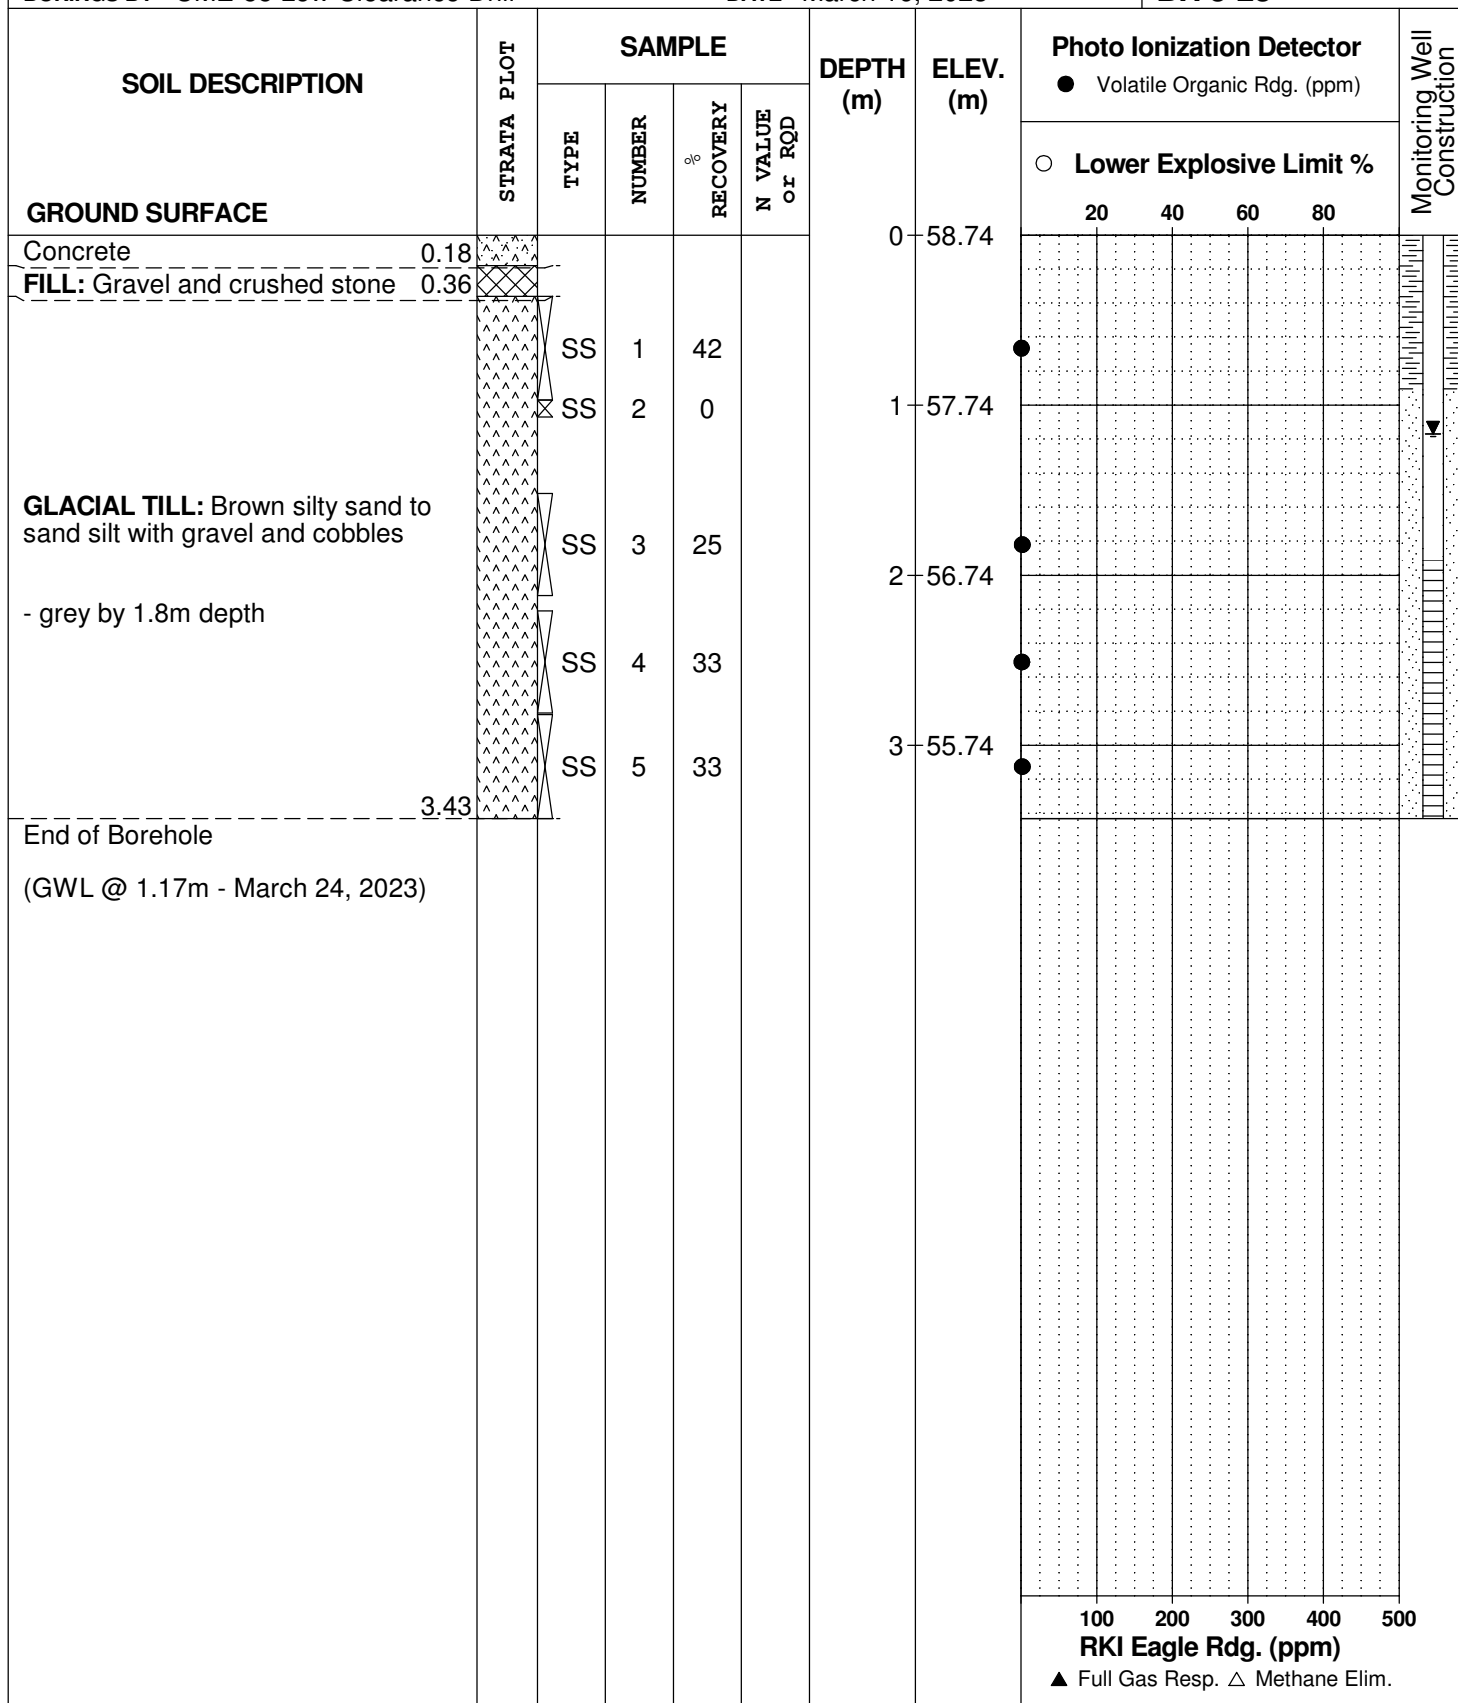 SOIL DESCRIPTION
GROUND SURFACE
STRATA PLOT
SAMPLE
TYPE
NUMBER
% RECOVERY
N VALUE or RQD
DEPTH (m)
ELEV. (m)
Photo Ionization Detector
● Volatile Organic Rdg. (ppm)
○ Lower Explosive Limit %
20 40 60 80
Monitoring Well Construction
0 58.74
Concrete 0.18
FILL: Gravel and crushed stone 0.36
SS 1 42
SS 2 0
1 57.74
GLACIAL TILL: Brown silty sand to
sand silt with gravel and cobbles
SS 3 25
2 56.74
- grey by 1.8m depth
SS 4 33
3 55.74
SS 5 33
3.43
End of Borehole
(GWL @ 1.17m - March 24, 2023)
100 200 300 400 500
RKI Eagle Rdg. (ppm)
▲ Full Gas Resp. △ Methane Elim.